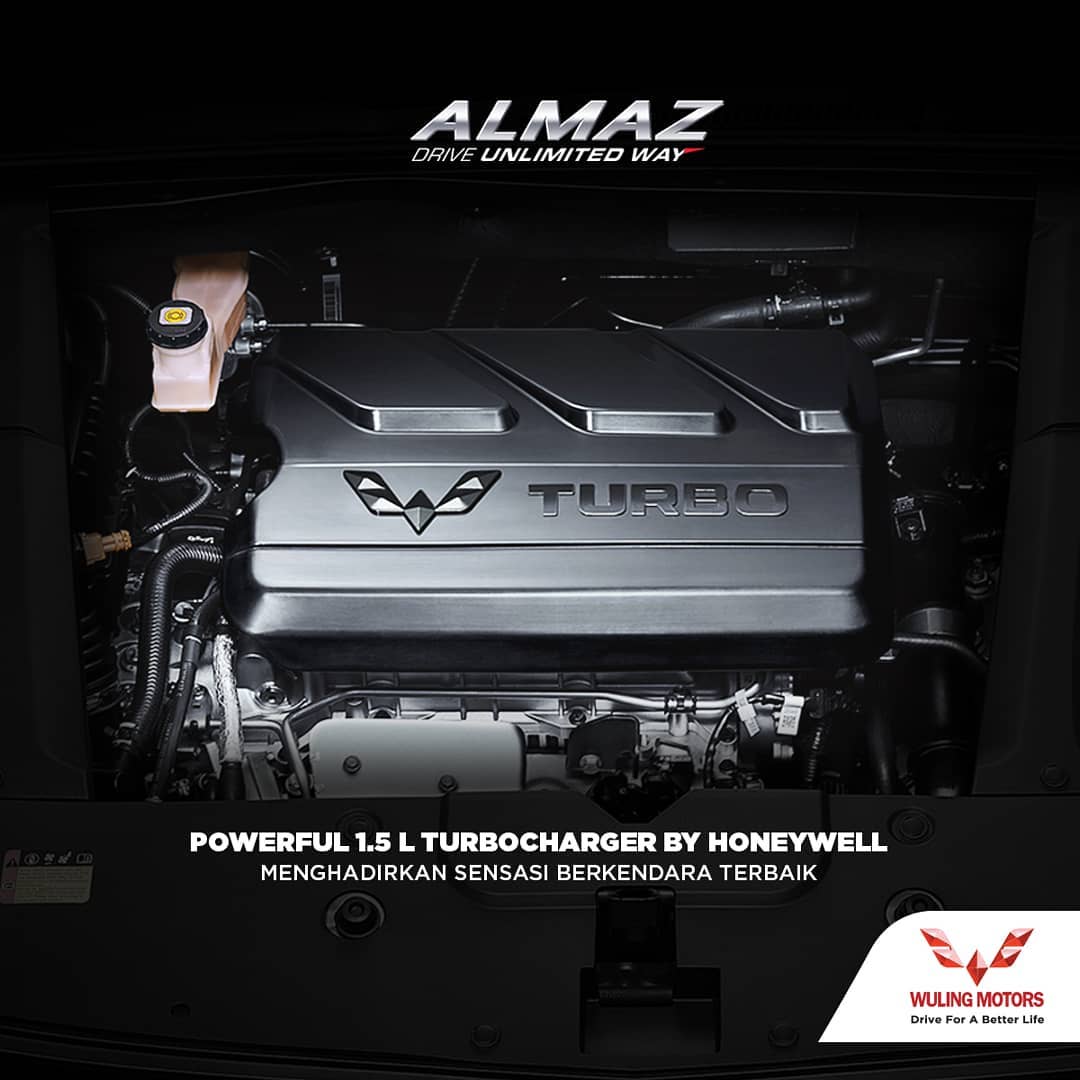 ALMAZ
DRIVE UNLIMITED WAY
TURBO
POWERFUL 1.5 L TURBOCHARGER BY HONEYWELL
MENGHADIRKAN SENSASI BERKENDARA TERBAIK
WULING MOTORS
Drive For A Better Life